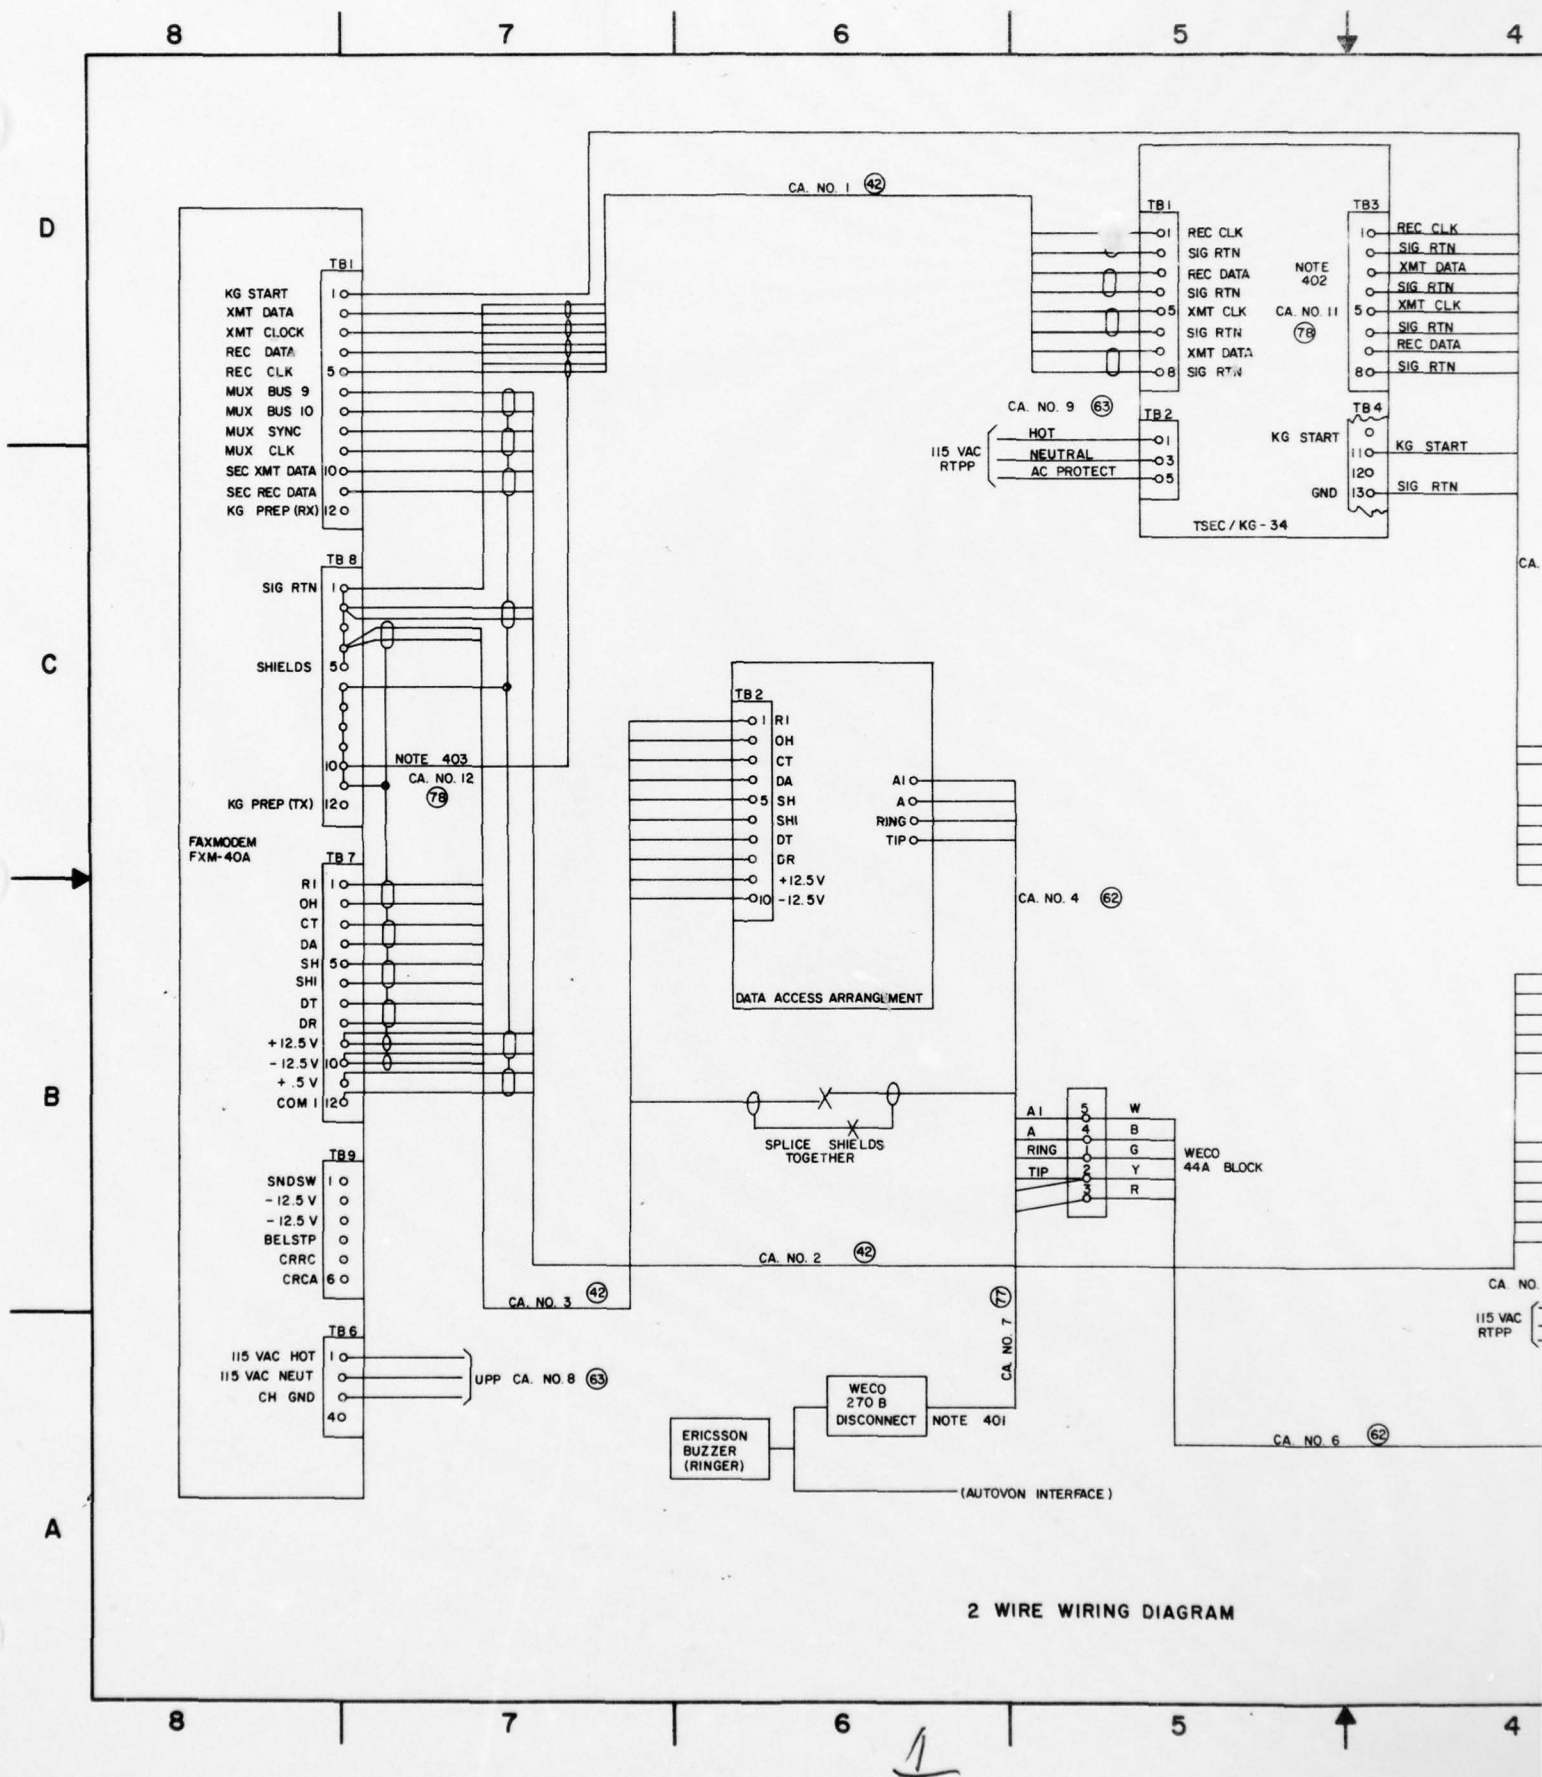 8 7 6 5 4
D
C
B
A
CA. NO. 1 42
TB1
KG START 1
XMT DATA
XMT CLOCK
REC DATA
REC CLK 5
MUX BUS 9
MUX BUS 10
MUX SYNC
MUX CLK
SEC XMT DATA 10
SEC REC DATA
KG PREP (RX) 12
TB 8
SIG RTN 1
SHIELDS 5
10
KG PREP (TX) 12
NOTE 403
CA. NO. 12
78
FAXMODEM
FXM-40A
TB 7
RI 1
OH
CT
DA
SH 5
SHI
DT
DR
+12.5 V
-12.5 V 10
+ .5 V
COM 1 12
TB9
SNDSW 1
-12.5 V
-12.5 V
BELSTP
CRRC
CRCA 6
TB 6
115 VAC HOT 1
115 VAC NEUT
CH GND
4
UPP CA. NO. 8 63
TB1
1 REC CLK
SIG RTN
REC DATA
SIG RTN
5 XMT CLK
SIG RTN
XMT DATA
8 SIG RTN
NOTE
402
CA. NO. 11
78
TB3
1 REC CLK
SIG RTN
XMT DATA
SIG RTN
5 XMT CLK
SIG RTN
REC DATA
8 SIG RTN
CA. NO. 9 63
115 VAC
RTPP
HOT
NEUTRAL
AC PROTECT
TB 2
1
3
5
TB 4
KG START
11 KG START
12
GND 13 SIG RTN
TSEC / KG-34
CA.
TB 2
1 RI
OH
CT
DA
5 SH
SHI
DT
DR
+12.5V
10 -12.5V
A1
A
RING
TIP
DATA ACCESS ARRANGEMENT
CA. NO. 4 62
SPLICE SHIELDS
TOGETHER
A1 5 W
A 4 B
RING 1 G
TIP 2 Y
3 R
WECO
44A BLOCK
CA. NO. 2 42
CA. NO. 3 42
CA. NO. 7 77
CA. NO.
115 VAC
RTPP
WECO
270 B
DISCONNECT
NOTE 401
ERICSSON
BUZZER
(RINGER)
(AUTOVON INTERFACE)
CA. NO. 6 62
2 WIRE WIRING DIAGRAM
8 7 6 5 4
1